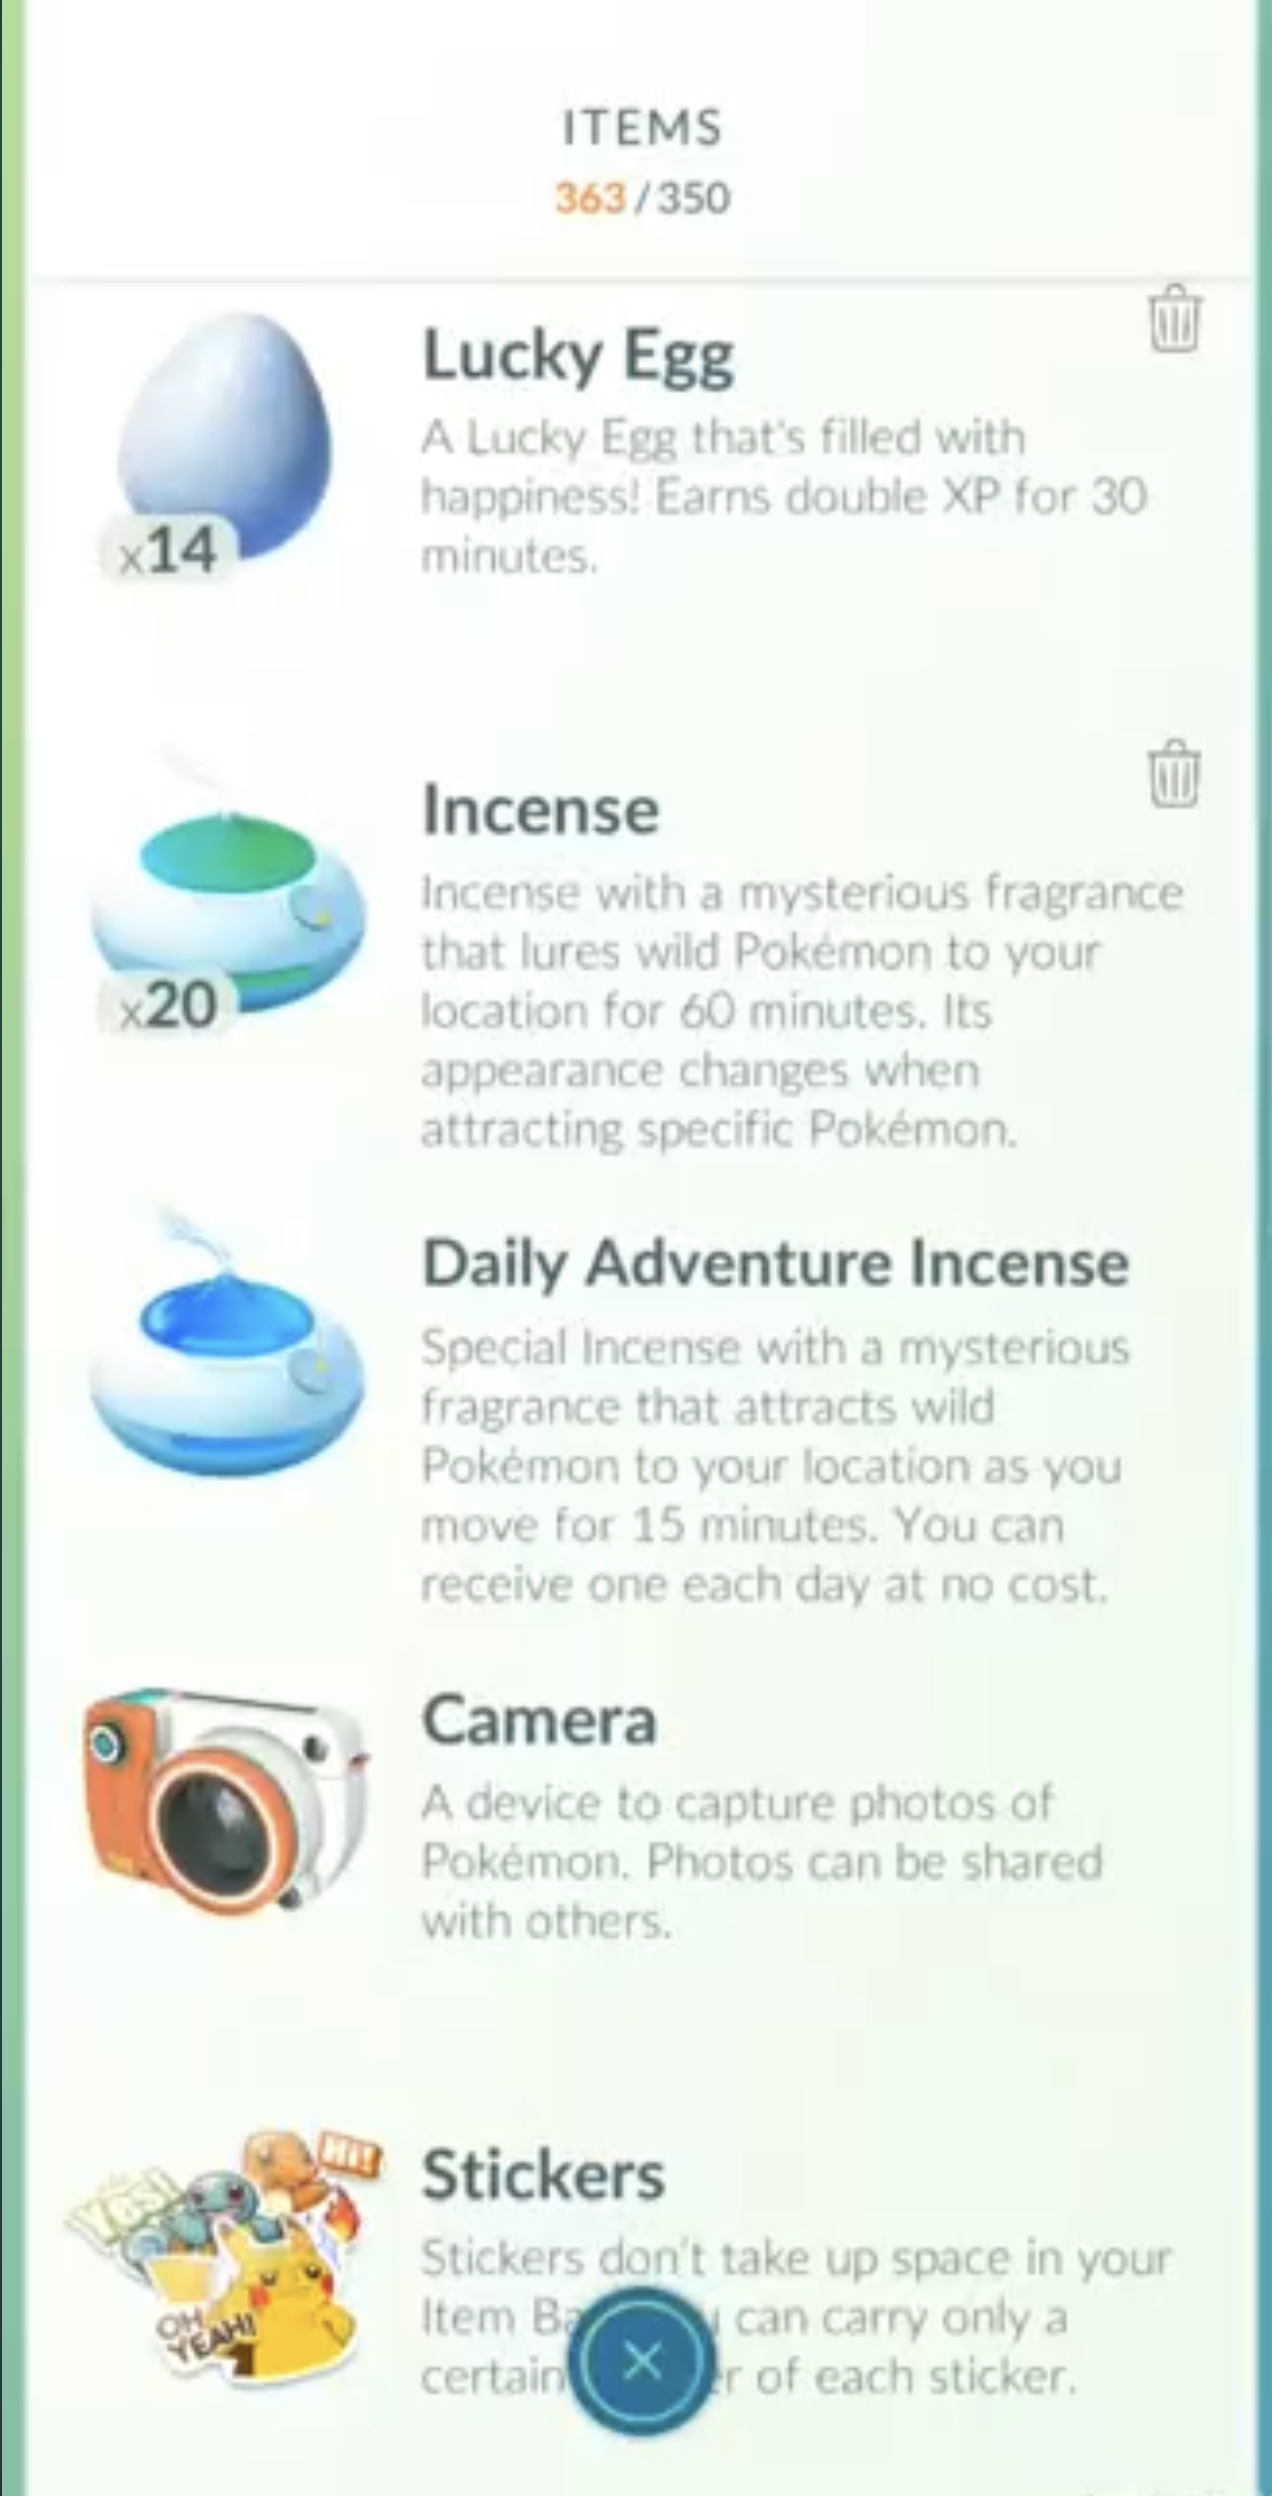 ITEMS
363/350
Lucky Egg
A Lucky Egg that's filled with
happiness! Earns double XP for 30
minutes.
x14
Incense
Incense with a mysterious fragrance
that lures wild Pokémon to your
location for 60 minutes. Its
appearance changes when
attracting specific Pokémon.
x20
Daily Adventure Incense
Special Incense with a mysterious
fragrance that attracts wild
Pokémon to your location as you
move for 15 minutes. You can
receive one each day at no cost.
Camera
A device to capture photos of
Pokémon. Photos can be shared
with others.
Hi!
YES!
OH
YEAH!
Stickers
Stickers don't take up space in your
Item can carry only a
certain of each sticker.